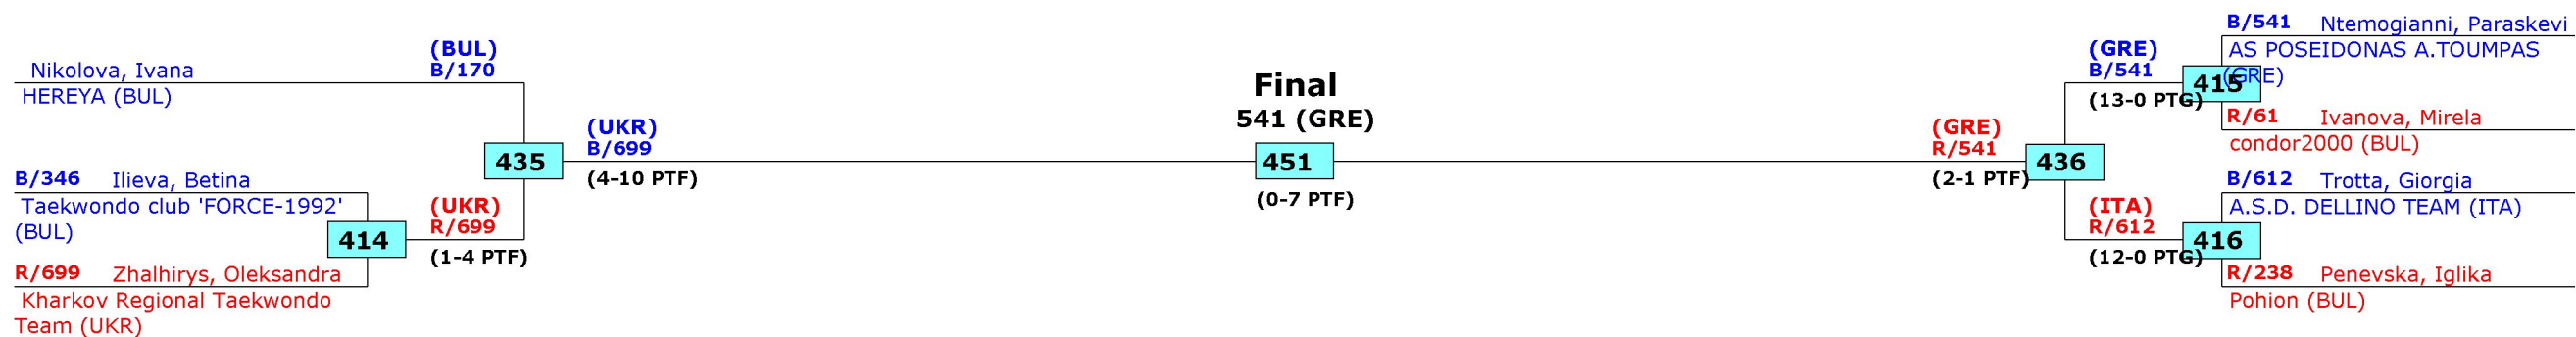 (BUL)
Nikolova, Ivana B/170
HEREYA (BUL)
B/346 Ilieva, Betina
Taekwondo club 'FORCE-1992'
(BUL)
414
R/699 Zhalhirys, Oleksandra
Kharkov Regional Taekwondo
Team (UKR)
(UKR)
R/699
(1-4 PTF)
435
(UKR)
B/699
(4-10 PTF)
Final
541 (GRE)
451
(0-7 PTF)
(GRE)
R/541
(2-1 PTF)
436
(GRE)
B/541
(13-0 PTG)
415
B/541 Ntemogianni, Paraskevi
AS POSEIDONAS A.TOUMPAS
(GRE)
R/61 Ivanova, Mirela
condor2000 (BUL)
(ITA)
R/612
(12-0 PTG)
416
B/612 Trotta, Giorgia
A.S.D. DELLINO TEAM (ITA)
R/238 Penevska, Iglika
Pohion (BUL)